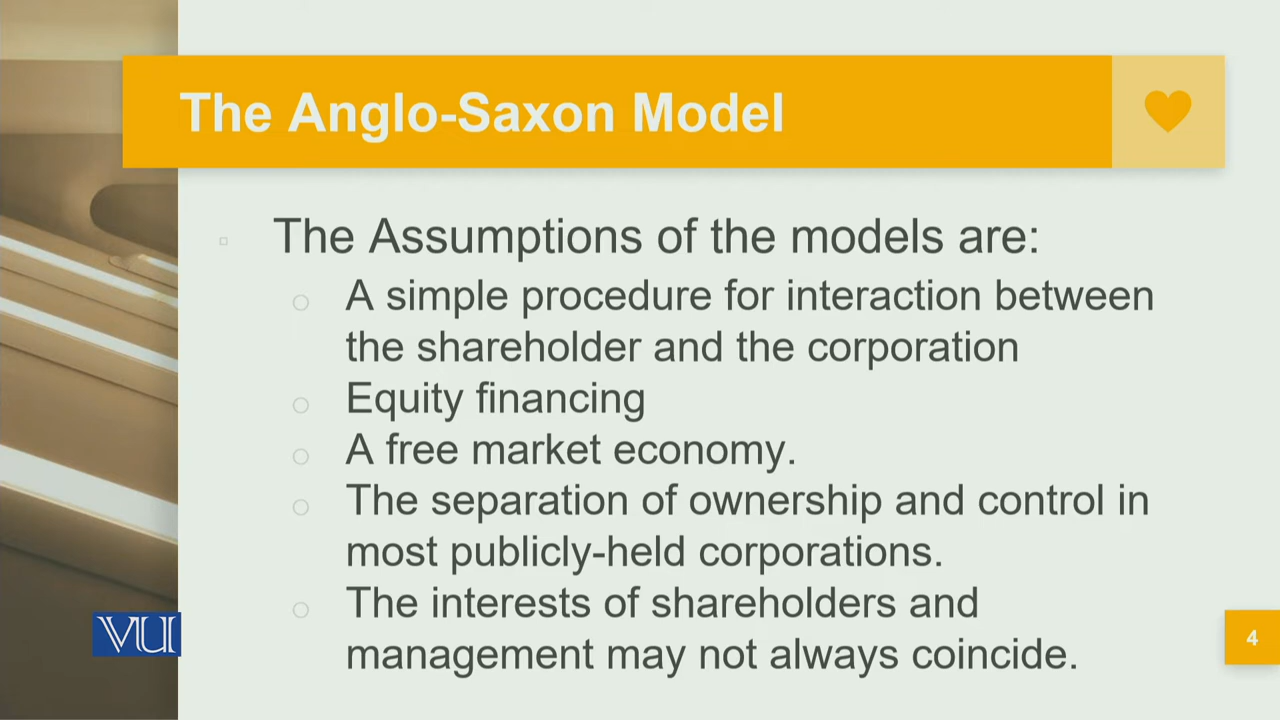 The Anglo-Saxon Model
The Assumptions of the models are:
A simple procedure for interaction between
the shareholder and the corporation
Equity financing
A free market economy.
The separation of ownership and control in
most publicly-held corporations.
The interests of shareholders and
management may not always coincide.
VU
4